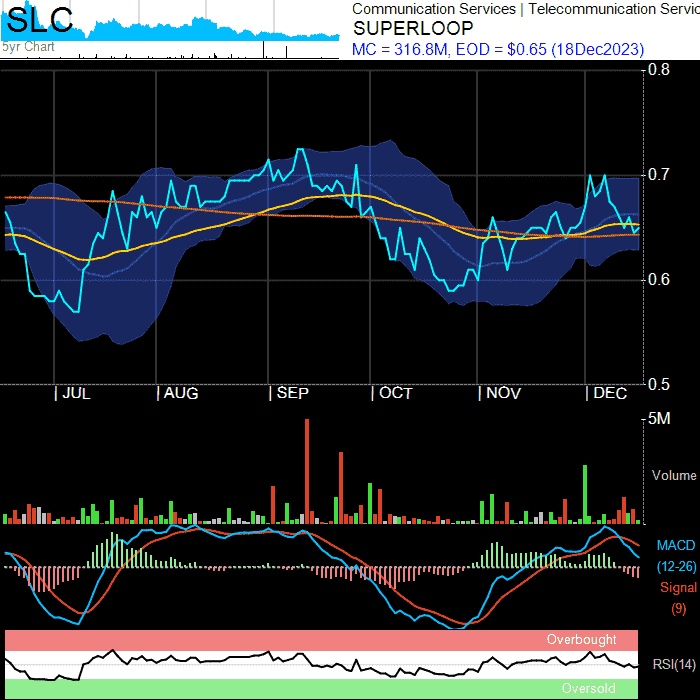 SLC
5yr Chart
Communication Services | Telecommunication Servic
SUPERLOOP
MC = 316.8M, EOD = $0.65 (18Dec2023)
0.8
0.7
0.6
0.5
| JUL | AUG | SEP | OCT | NOV | DEC
5M
Volume
MACD
(12-26)
Signal
(9)
Overbought
RSI(14)
Oversold